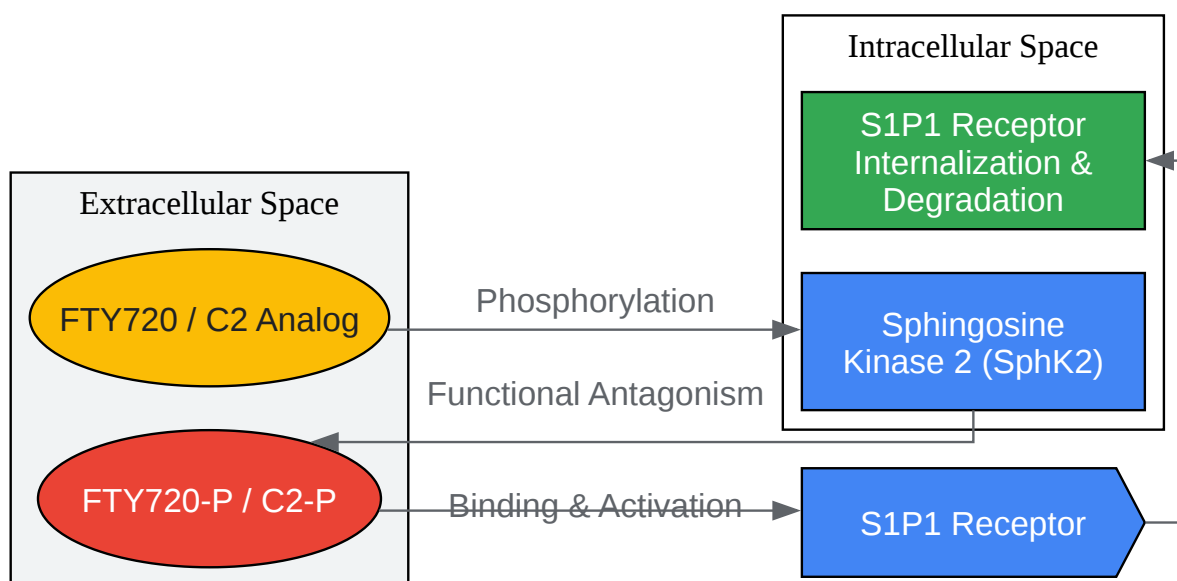 Intracellular Space
S1P1 Receptor
Internalization &
Degradation
Extracellular Space
FTY720 / C2 Analog
Phosphorylation
Sphingosine
Kinase 2 (SphK2)
Functional Antagonism
FTY720-P / C2-P
Binding & Activation
S1P1 Receptor